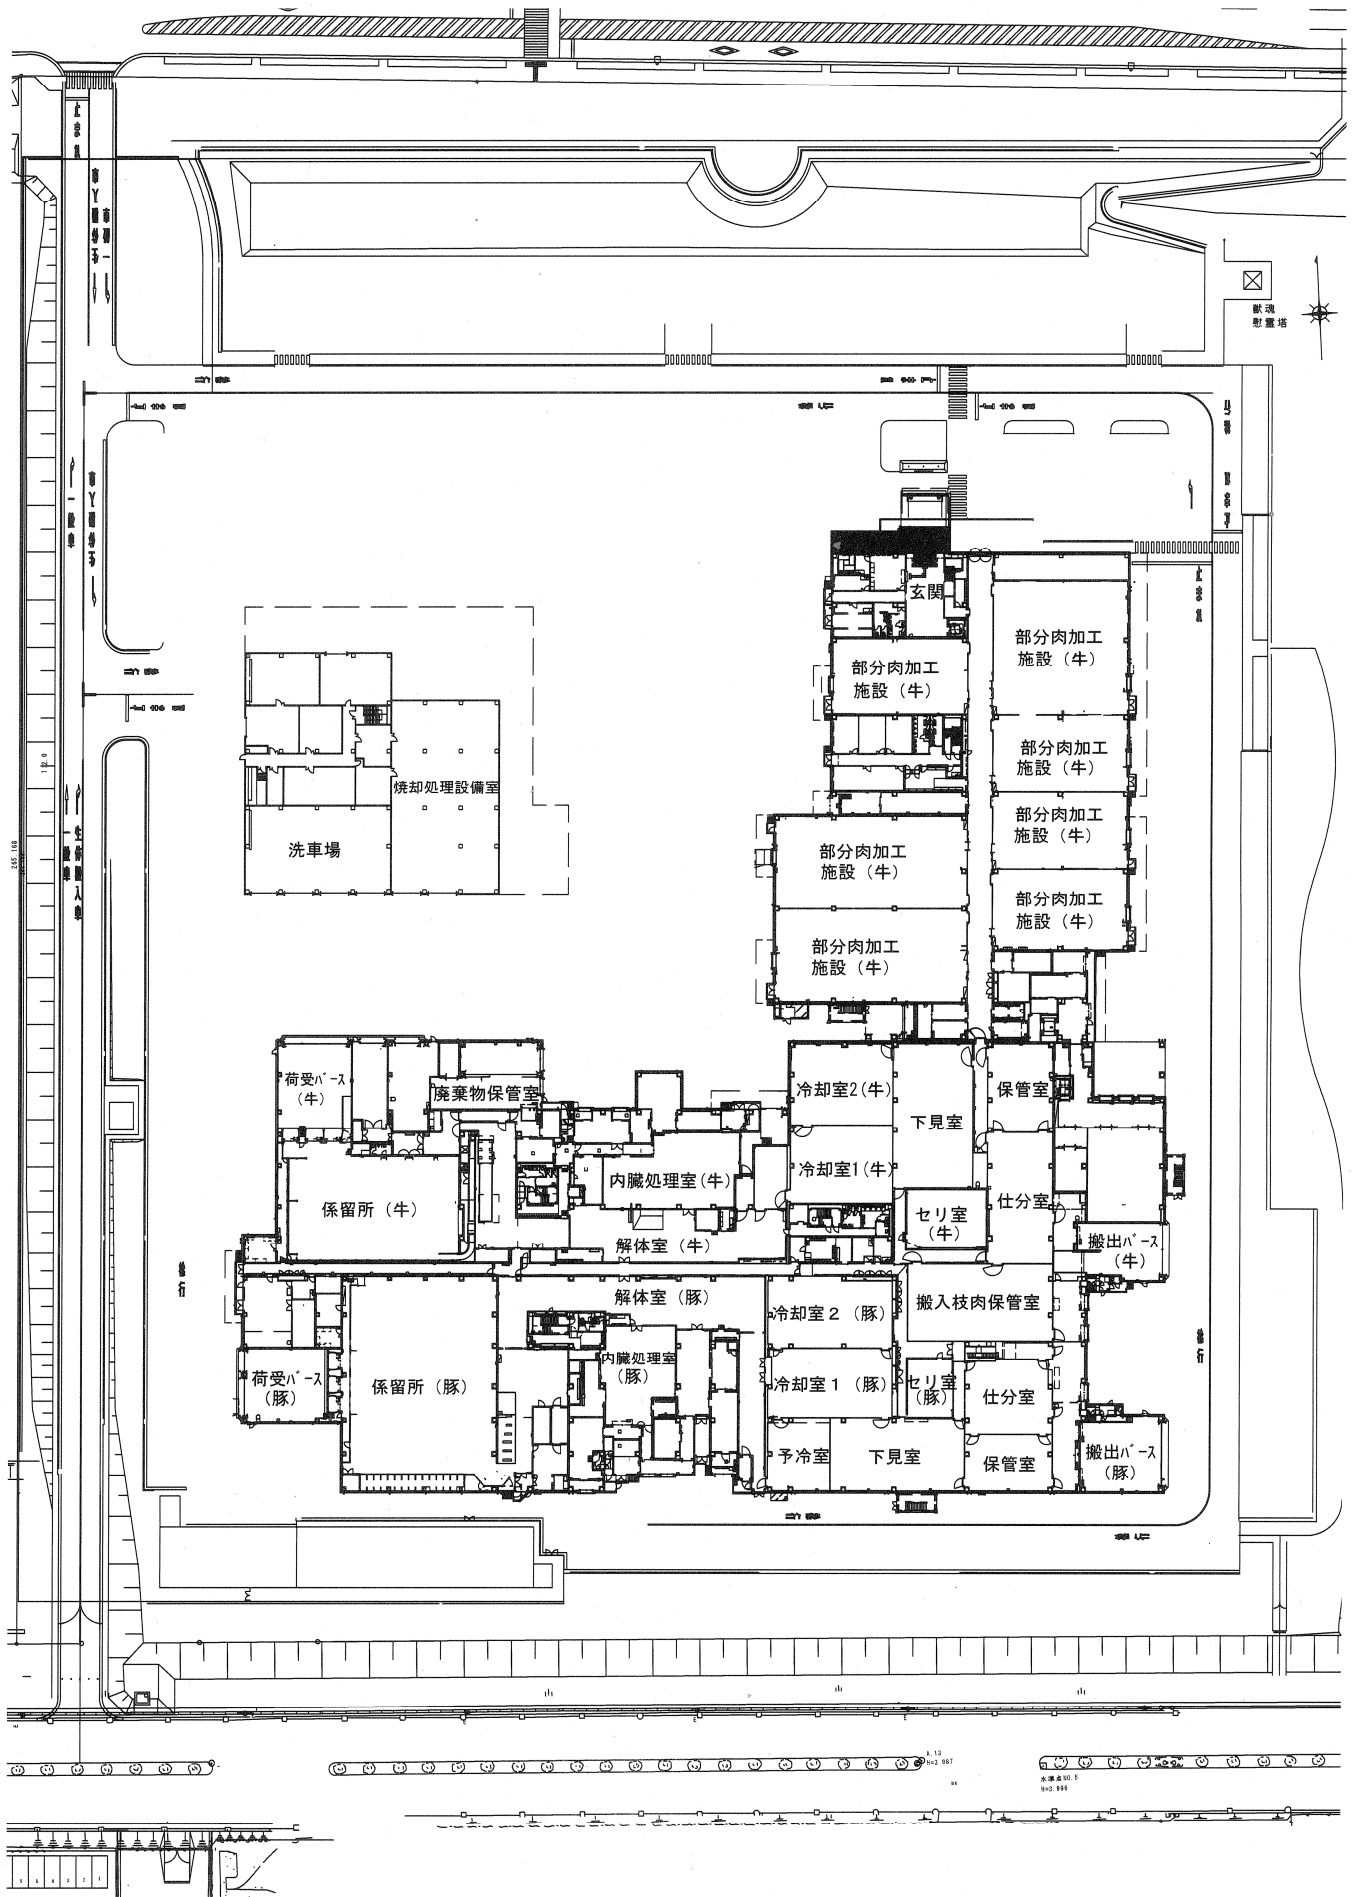 獣魂
慰霊塔
玄関
部分肉加工
施設（牛）
部分肉加工
施設（牛）
部分肉加工
施設（牛）
焼却処理設備室
部分肉加工
施設（牛）
洗車場
部分肉加工
施設（牛）
部分肉加工
施設（牛）
部分肉加工
施設（牛）
荷受バース
（牛）
廃棄物保管室
冷却室2（牛）
保管室
下見室
冷却室1（牛）
内臓処理室（牛）
係留所（牛）
仕分室
セリ室
（牛）
解体室（牛）
搬出バース
（牛）
解体室（豚）
搬入枝肉保管室
冷却室２（豚）
内臓処理室
（豚）
荷受バース
（豚）
係留所（豚）
冷却室１（豚）
セリ室
（豚）
仕分室
予冷室
下見室
保管室
搬出バース
（豚）
A.13
H=3.987
水準点NO.5